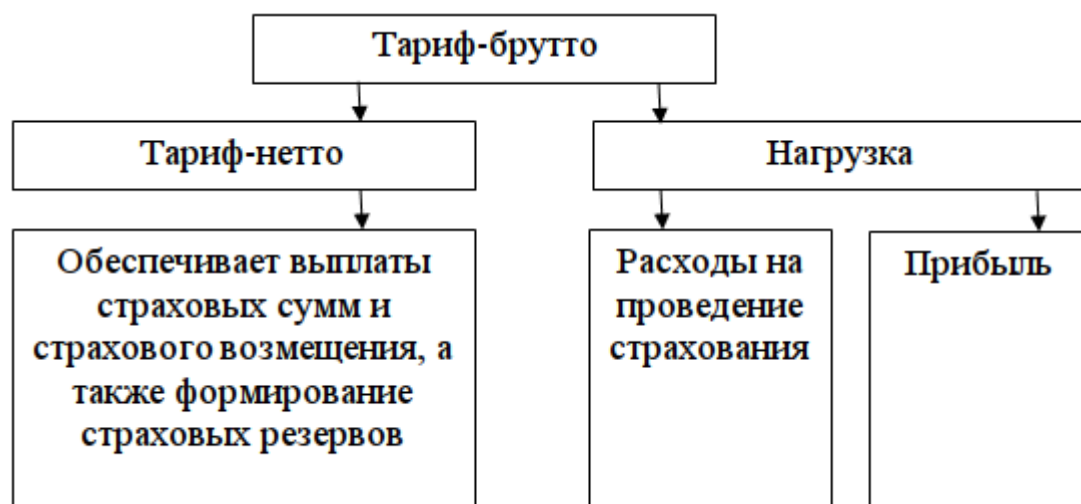 Тариф-брутто
Тариф-нетто
Нагрузка
Обеспечивает выплаты
страховых сумм и
страхового возмещения, а
также формирование
страховых резервов
Расходы на
проведение
страхования
Прибыль